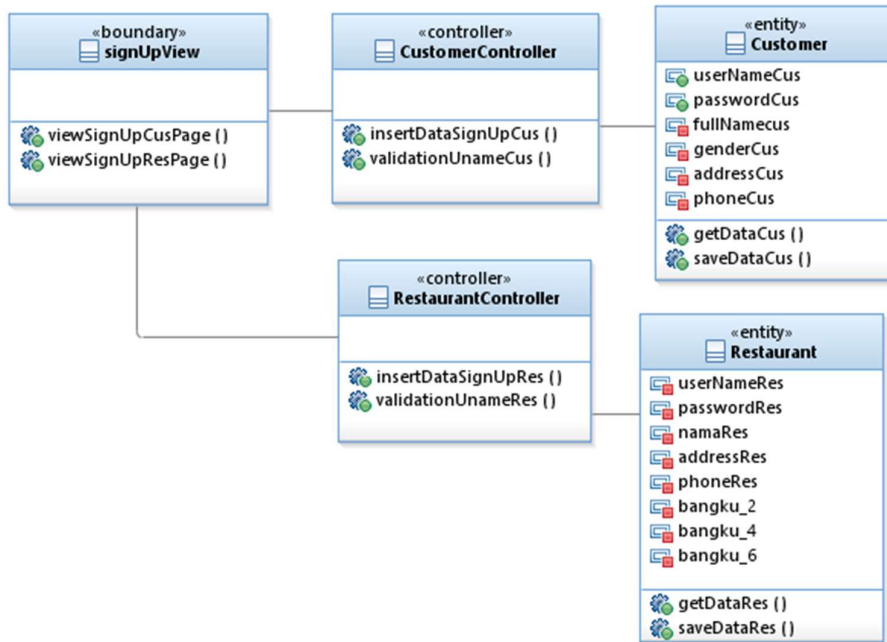 «boundary»
signUpView
viewSignUpCusPage ()
viewSignUpResPage ()
«controller»
CustomerController
insertDataSignUpCus ()
validationUnameCus ()
«entity»
Customer
userNameCus
passwordCus
fullNamecus
genderCus
addressCus
phoneCus
getDataCus ()
saveDataCus ()
«controller»
RestaurantController
insertDataSignUpRes ()
validationUnameRes ()
«entity»
Restaurant
userNameRes
passwordRes
namaRes
addressRes
phoneRes
bangku_2
bangku_4
bangku_6
getDataRes ()
saveDataRes ()